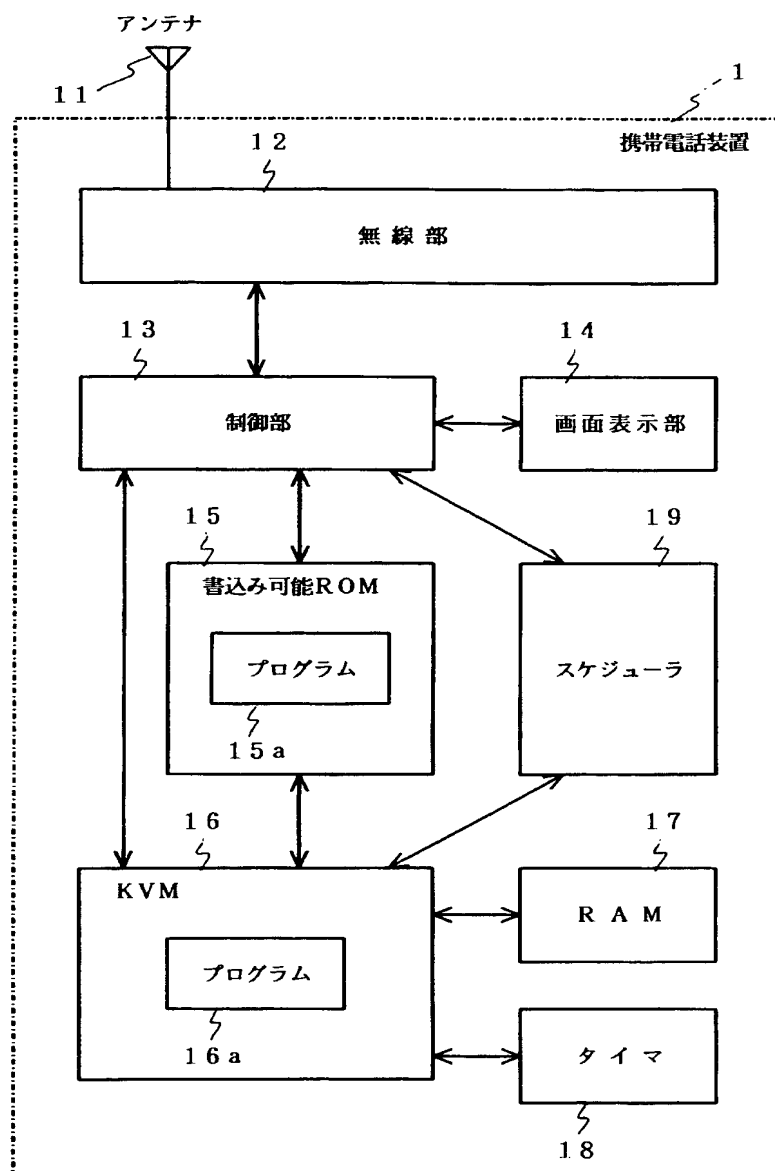 アンテナ
11
1
携帯電話装置
12
無線部
13
14
制御部
画面表示部
15
19
書込み可能ROM
プログラム
スケジューラ
15a
16
17
KVM
RAM
プログラム
16a
タイマ
18